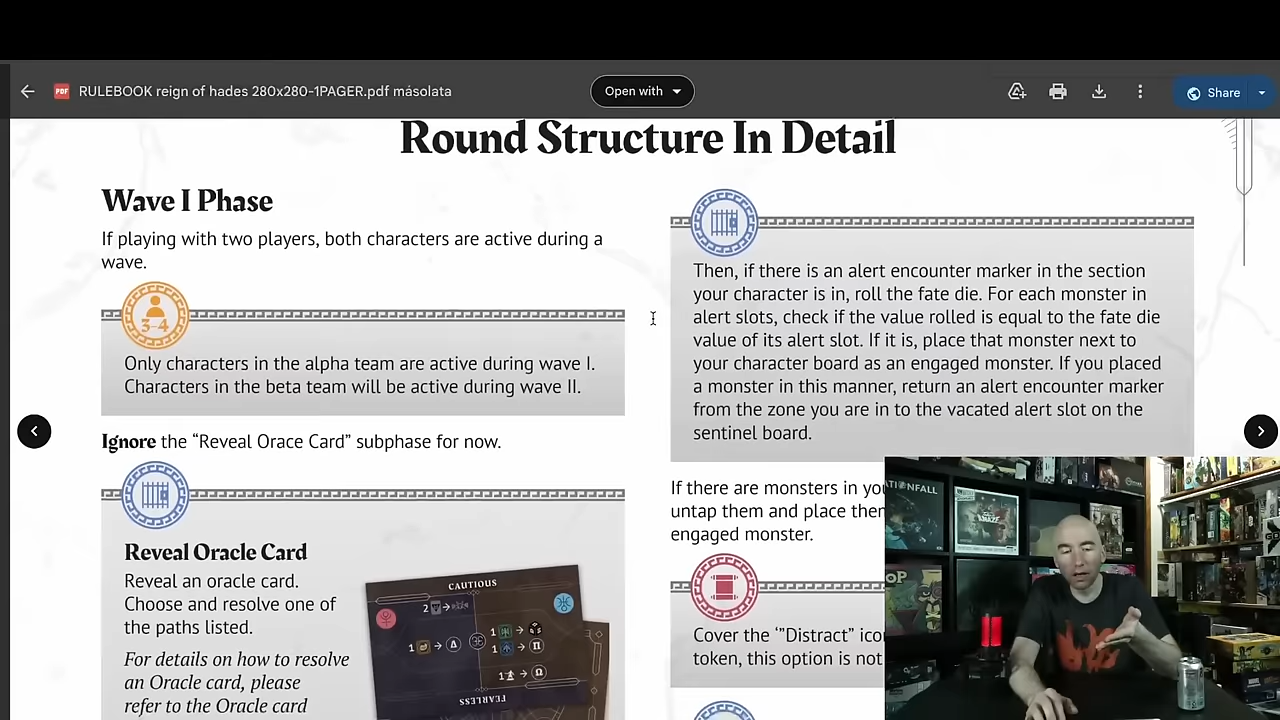 RULEBOOK reign of hades 280x280-1PAGER.pdf másolata
Open with
Share
Round Structure In Detail
Wave I Phase
If playing with two players, both characters are active during a
wave.
3-4
Only characters in the alpha team are active during wave I.
Characters in the beta team will be active during wave II.
Ignore the “Reveal Orace Card” subphase for now.
Reveal Oracle Card
Reveal an oracle card.
Choose and resolve one of
the paths listed.
For details on how to resolve
an Oracle card, please
refer to the Oracle card
CAUTIOUS
2
1
1
1
1
FEARLESS
Then, if there is an alert encounter marker in the section
your character is in, roll the fate die. For each monster in
alert slots, check if the value rolled is equal to the fate die
value of its alert slot. If it is, place that monster next to
your character board as an engaged monster. If you placed
a monster in this manner, return an alert encounter marker
from the zone you are in to the vacated alert slot on the
sentinel board.
If there are monsters in you
untap them and place then
engaged monster.
Cover the ‘”Distract” ico
token, this option is not